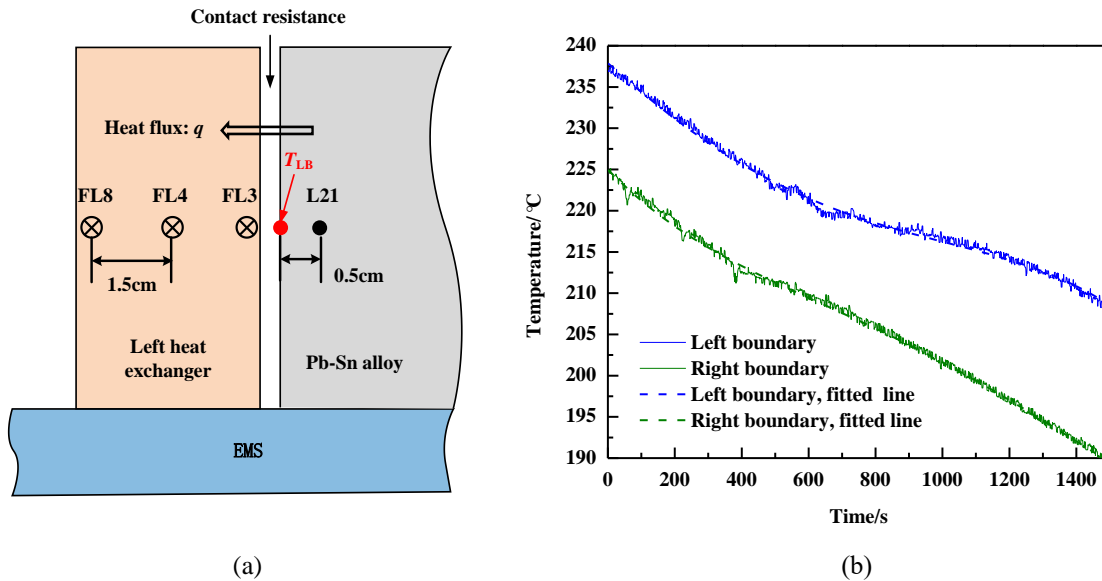 Contact resistance
Heat flux: q
T_LB
FL8 FL4 FL3 L21
1.5cm
0.5cm
Left heat
exchanger
Pb-Sn alloy
EMS
(a)
240
235
230
225
220
215
210
205
200
195
190
Temperature/℃
Left boundary
Right boundary
Left boundary, fitted line
Right boundary, fitted line
0 200 400 600 800 1000 1200 1400
Time/s
(b)